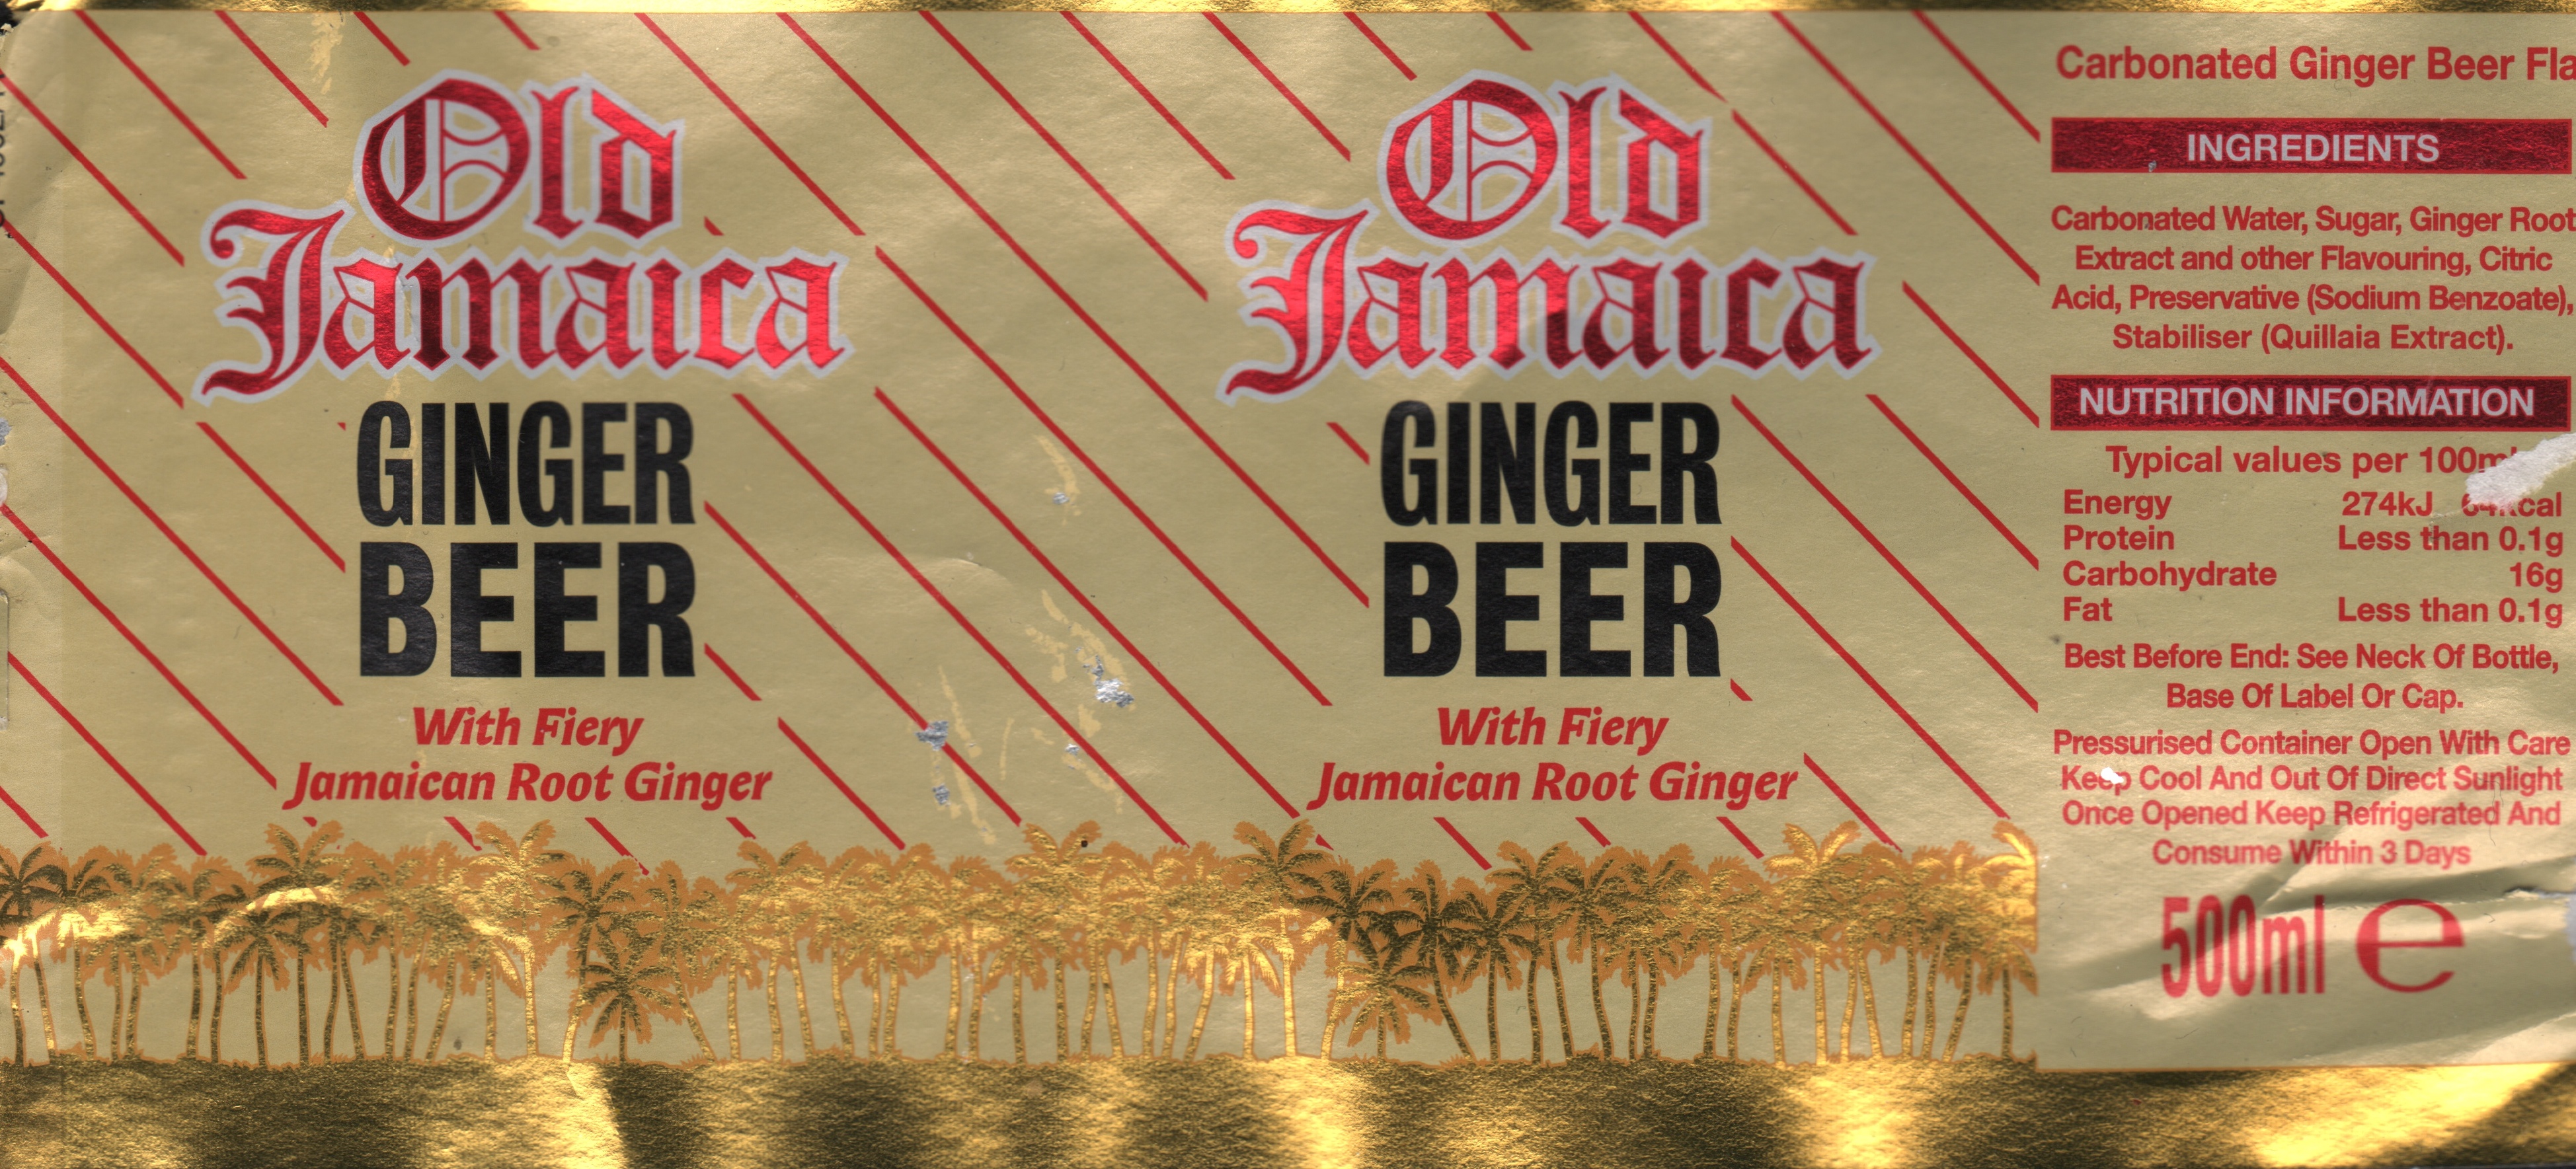 Old
Jamaica
GINGER
BEER
With Fiery
Jamaican Root Ginger
Old
Jamaica
GINGER
BEER
With Fiery
Jamaican Root Ginger
Carbonated Ginger Beer Fla
INGREDIENTS
Carbonated Water, Sugar, Ginger Root
Extract and other Flavouring, Citric
Acid, Preservative (Sodium Benzoate),
Stabiliser (Quillaia Extract).
NUTRITION INFORMATION
Typical values per 100ml
Energy 274kJ 64kcal
Protein Less than 0.1g
Carbohydrate 16g
Fat Less than 0.1g
Best Before End: See Neck Of Bottle,
Base Of Label Or Cap.
Pressurised Container Open With Care
Keep Cool And Out Of Direct Sunlight
Once Opened Keep Refrigerated And
Consume Within 3 Days
500ml e